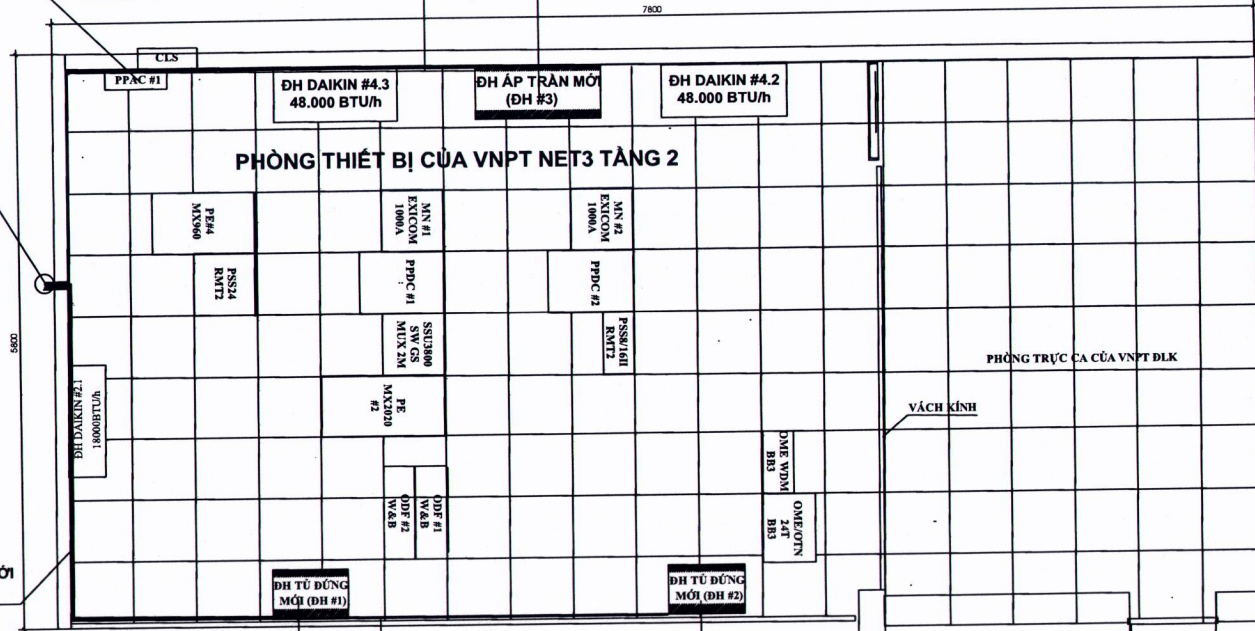 7800
CLS
PPAC #1
ĐH DAIKIN #4.3
48.000 BTU/h
ĐH ÁP TRẦN MỚI
(ĐH #3)
ĐH DAIKIN #4.2
48.000 BTU/h
PHÒNG THIẾT BỊ CỦA VNPT NET3 TẦNG 2
PE#4
MX960
MN #1
EXICOM
1000A
MN #2
EXICOM
1000A
PSS24
RMT2
PPDC #1
PPDC #2
5800
SSU3800
SW GS
MUX 2M
PSS8/16II
RMT2
PHÒNG TRỰC CA CỦA VNPT ĐLK
ĐH DAIKIN #2.1
18000BTU/h
PE
MX2020
#2
VÁCH KÍNH
OME WDM
BB3
ODF #1
W&B
ODF #2
W&B
OME/OTN
24T
BB3
ĐH TỦ ĐỨNG
MỚI (ĐH #1)
ĐH TỦ ĐỨNG
MỚI (ĐH #2)